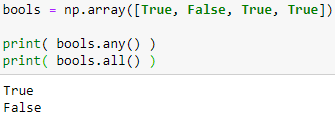 bools = np.array([True, False, True, True])
print( bools.any() )
print( bools.all() )
True
False